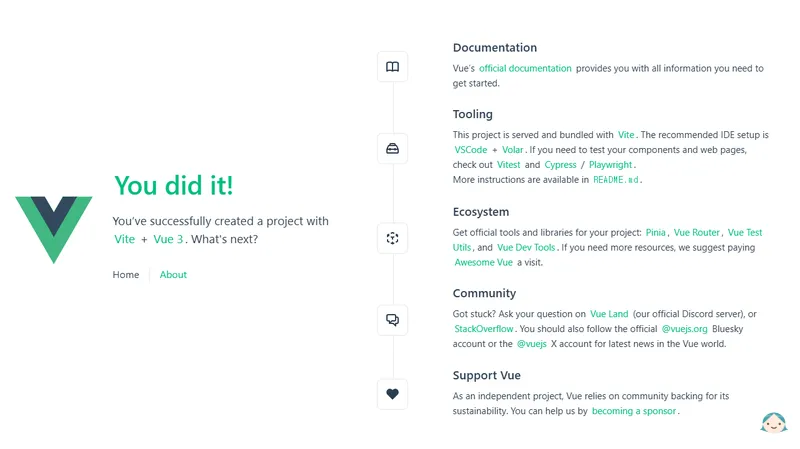 You did it!
You've successfully created a project with
Vite + Vue 3. What's next?
Home
About
Documentation
Vue's official documentation provides you with all information you need to
get started.
Tooling
This project is served and bundled with Vite. The recommended IDE setup is
VSCode + Volar. If you need to test your components and web pages,
check out Vitest and Cypress / Playwright.
More instructions are available in README.md.
Ecosystem
Get official tools and libraries for your project: Pinia, Vue Router, Vue Test
Utils, and Vue Dev Tools. If you need more resources, we suggest paying
Awesome Vue a visit.
Community
Got stuck? Ask your question on Vue Land (our official Discord server), or
StackOverflow. You should also follow the official @vuejs.org Bluesky
account or the @vuejs X account for latest news in the Vue world.
Support Vue
As an independent project, Vue relies on community backing for its
sustainability. You can help us by becoming a sponsor.